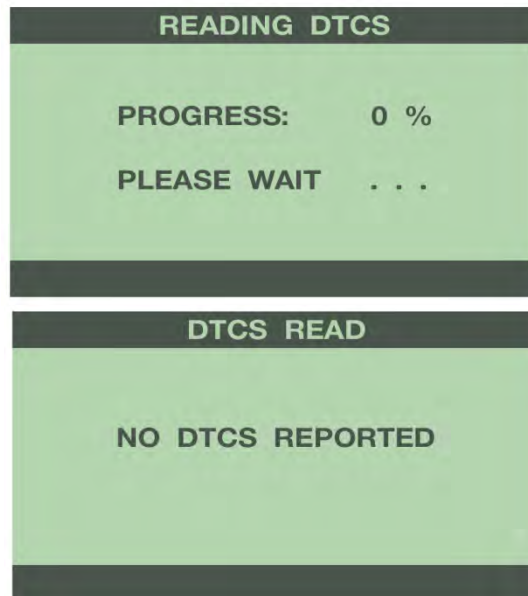 READING DTCS
PROGRESS: 0 %
PLEASE WAIT . . .
DTCS READ
NO DTCS REPORTED